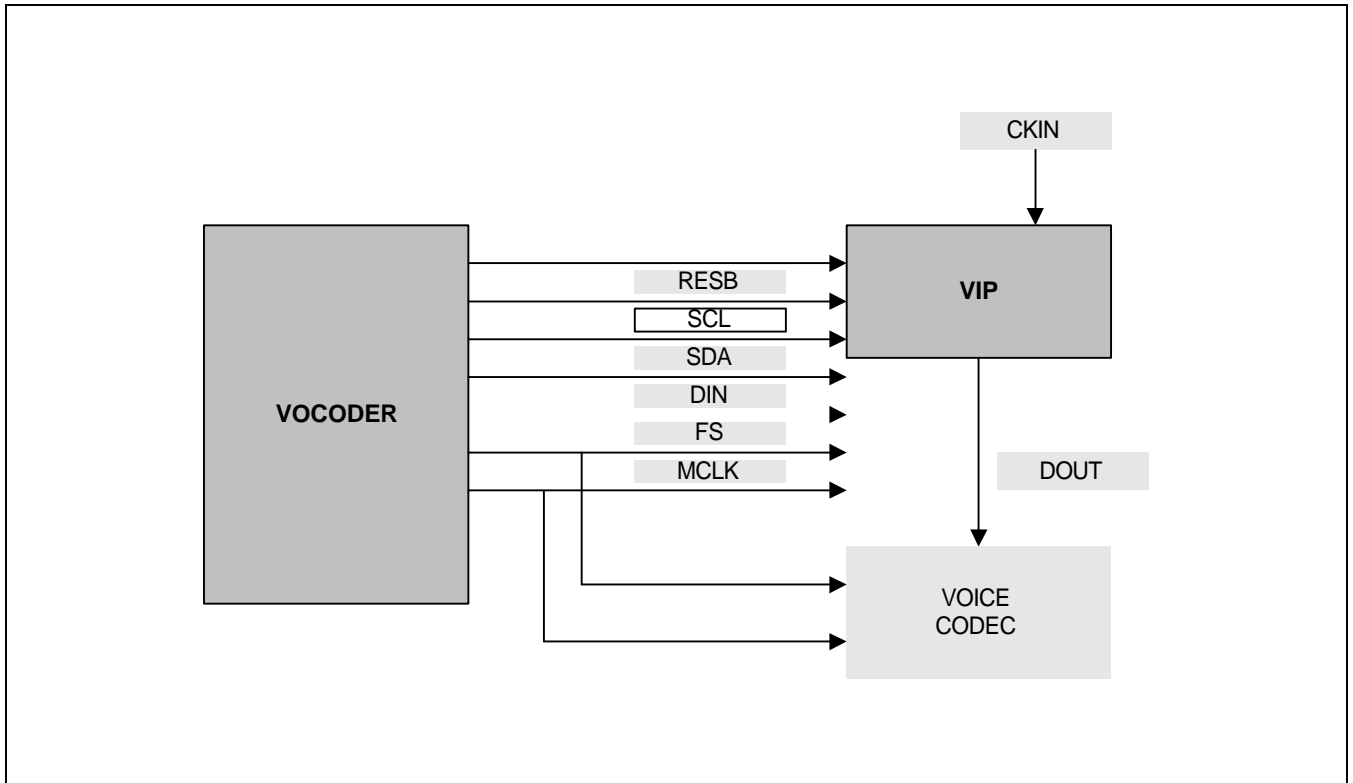 CKIN
RESB
VIP
SCL
SDA
DIN
VOCODER
FS
MCLK
DOUT
VOICE
CODEC